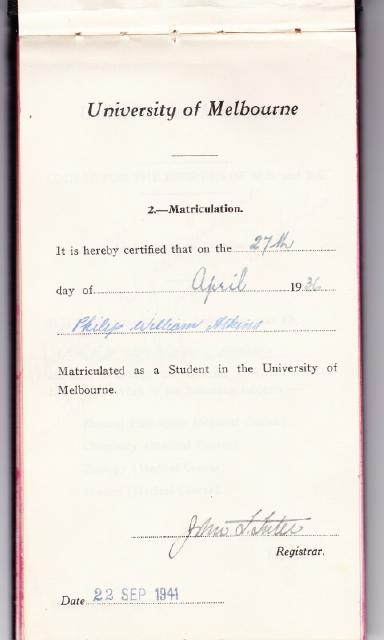 University of Melbourne
2.—Matriculation.
It is hereby certified that on the 27th
day of April 1936
Philip William Atkins
Matriculated as a Student in the University of
Melbourne.
John
Registrar.
Date 22 SEP 1941